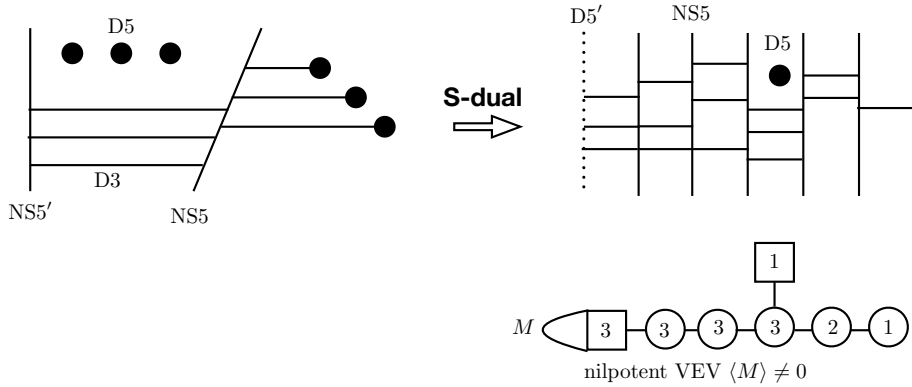 D5
D3
NS5′
NS5
S-dual
D5′
NS5
D5
1
M
3
3
3
3
2
1
nilpotent VEV ⟨M⟩ ≠ 0